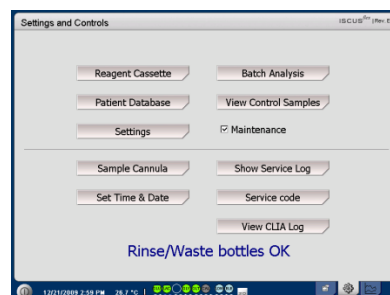 Settings and Controls
ISCUS flex (Rev. E
Reagent Cassette
Batch Analysis
Patient Database
View Control Samples
Settings
Maintenance
Sample Cannula
Show Service Log
Set Time & Date
Service code
View CLIA Log
Rinse/Waste bottles OK
12/21/2009 2:59 PM 26.7 °C